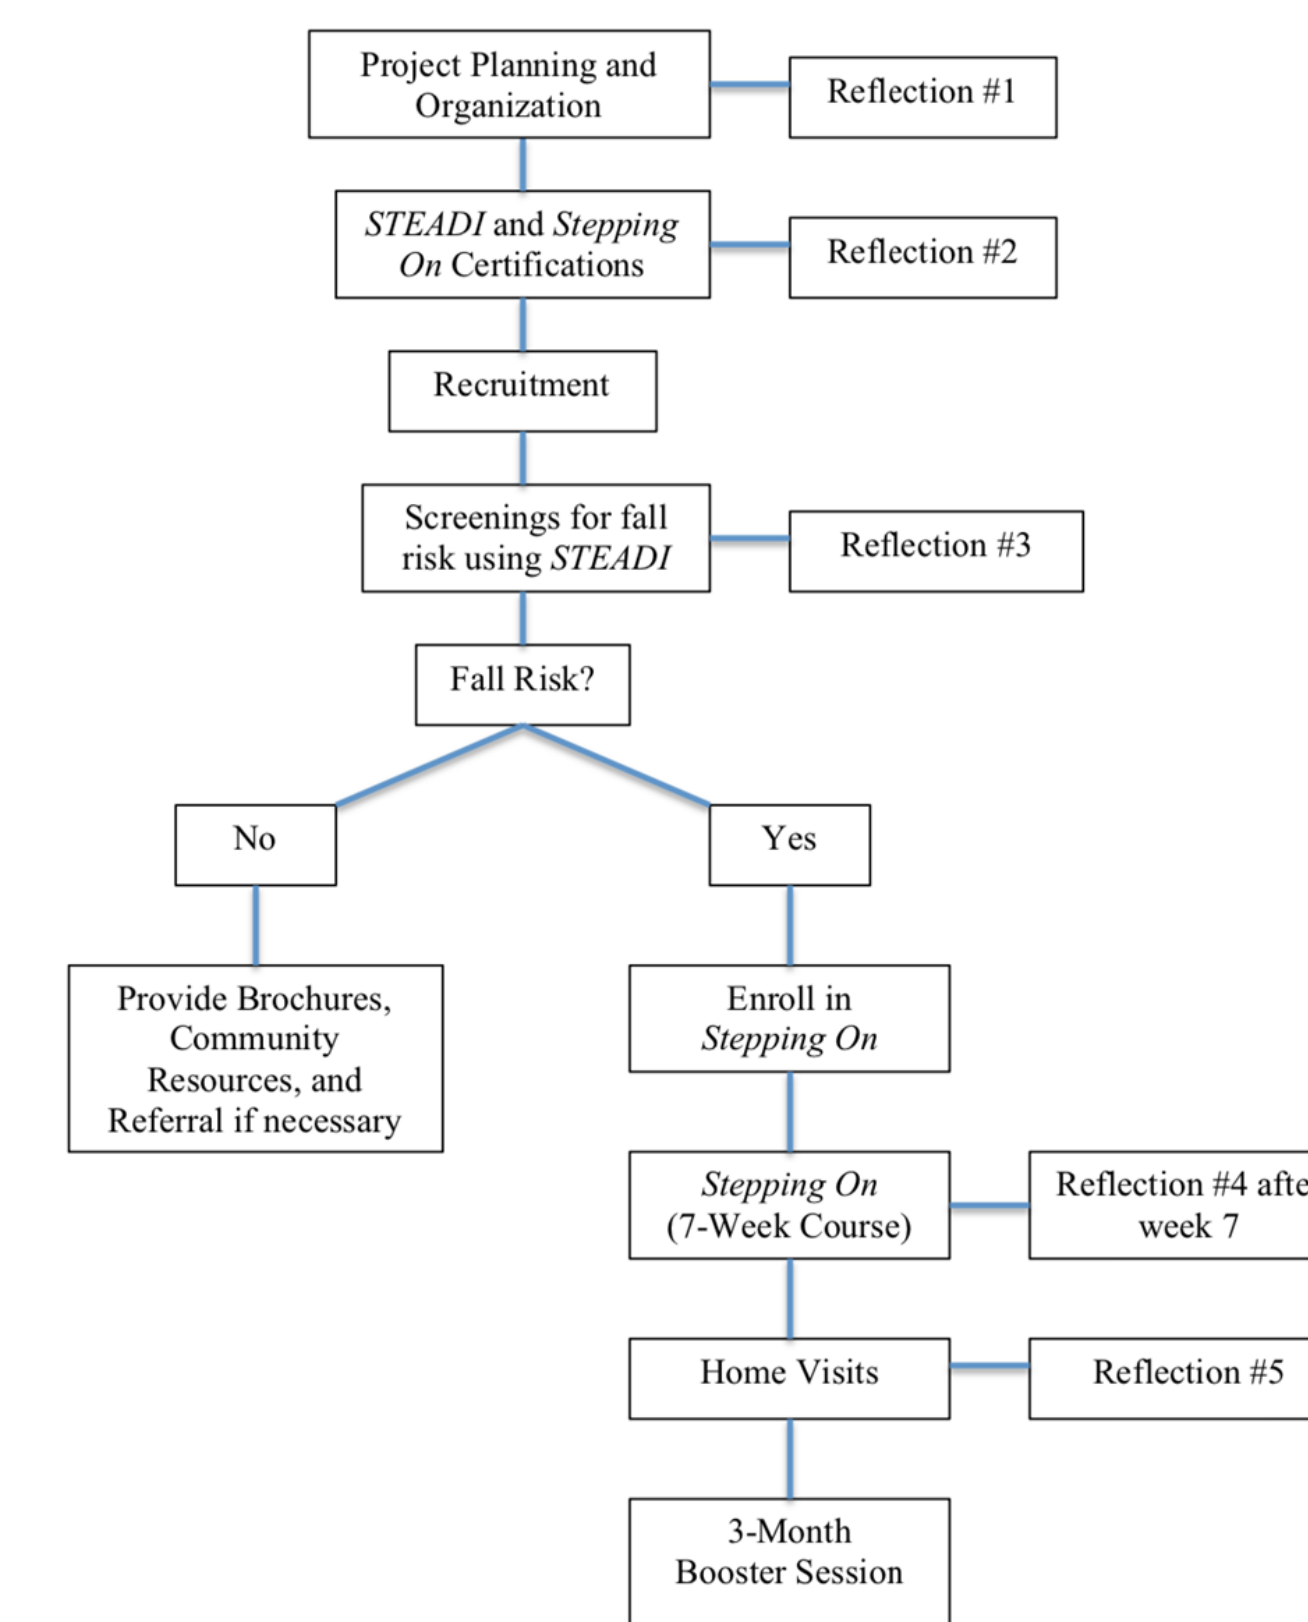 Project Planning and
Organization
Reflection #1
STEADI and Stepping
On Certifications
Reflection #2
Recruitment
Screenings for fall
risk using STEADI
Reflection #3
Fall Risk?
No
Yes
Provide Brochures,
Community
Resources, and
Referral if necessary
Enroll in
Stepping On
Stepping On
(7-Week Course)
Reflection #4
week 7
Home Visits
Reflection #5
3-Month
Booster Session